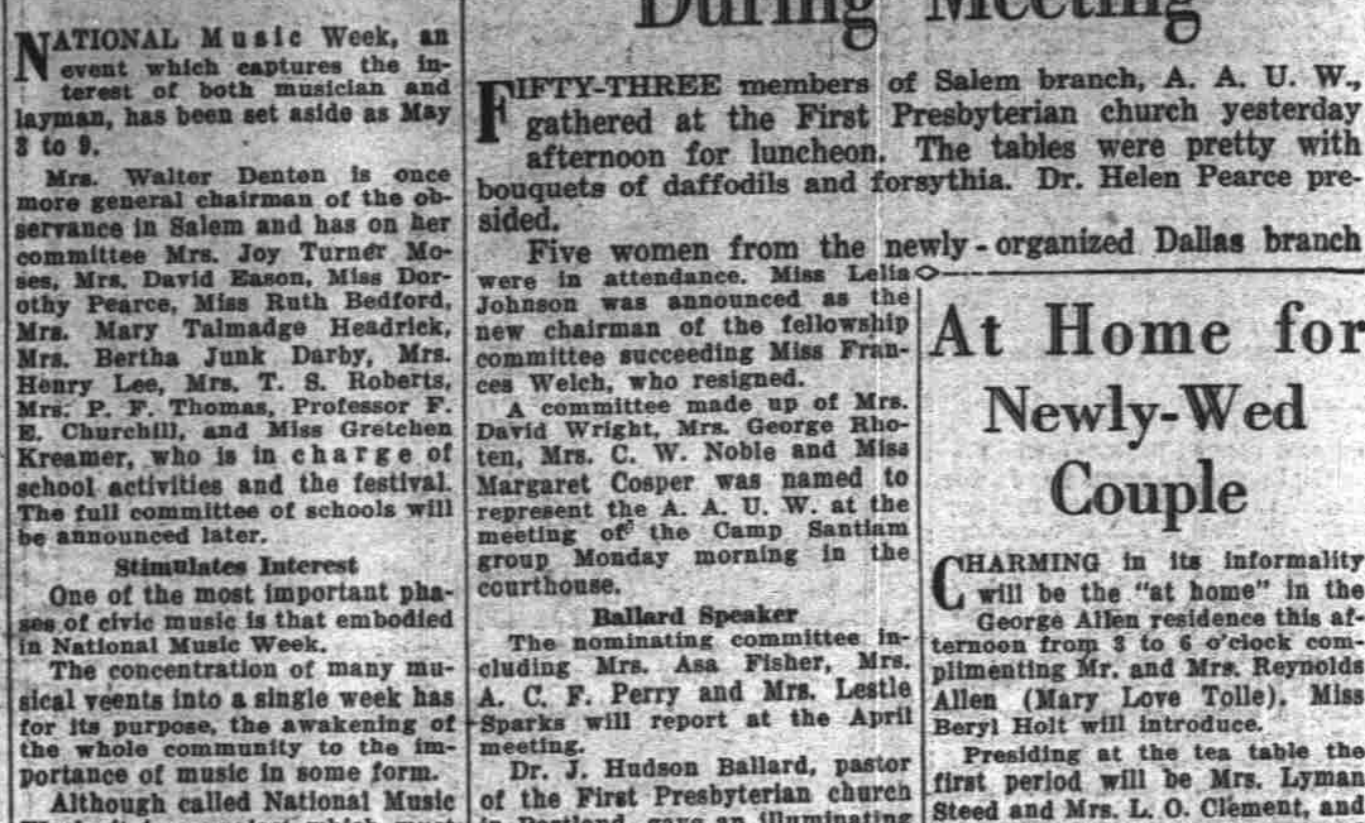 NATIONAL Music Week, an
event which captures the in-
terest of both musician and
layman, has been set aside as May
3 to 9.
Mrs. Walter Denton is once
more general chairman of the ob-
servance in Salem and has on her
committee Mrs. Joy Turner Mo-
ses, Mrs. David Eason, Miss Dor-
othy Pearce, Miss Ruth Bedford,
Mrs. Mary Talmadge Headrick,
Mrs. Bertha Junk Darby, Mrs.
Henry Lee, Mrs. T. S. Roberts,
Mrs. P. F. Thomas, Professor F.
E. Churchill, and Miss Gretchen
Kreamer, who is in charge of
school activities and the festival.
The full committee of schools will
be announced later.
Stimulates Interest
One of the most important pha-
ses of civic music is that embodied
in National Music Week.
The concentration of many mu-
sical veents into a single week has
for its purpose, the awakening of
the whole community to the im-
portance of music in some form.
Although called National Music
During Meeting
FIFTY-THREE members of Salem branch, A. A. U. W.,
gathered at the First Presbyterian church yesterday
afternoon for luncheon. The tables were pretty with
bouquets of daffodils and forsythia. Dr. Helen Pearce pre-
sided.
Five women from the newly-organized Dallas branch
were in attendance. Miss Lelia
Johnson was announced as the
new chairman of the fellowship
committee succeeding Miss Fran-
ces Welch, who resigned.
A committee made up of Mrs.
David Wright, Mrs. George Rho-
ten, Mrs. C. W. Noble and Miss
Margaret Cosper was named to
represent the A. A. U. W. at the
meeting of the Camp Santiam
group Monday morning in the
courthouse.
Ballard Speaker
The nominating committee in-
cluding Mrs. Asa Fisher, Mrs.
A. C. F. Perry and Mrs. Lestle
Sparks will report at the April
meeting.
Dr. J. Hudson Ballard, pastor
of the First Presbyterian church
in Portland, gave an illuminating
At Home for
Newly-Wed
Couple
CHARMING in its informality
will be the "at home" in the
George Allen residence this af-
ternoon from 3 to 6 o'clock com-
plimenting Mr. and Mrs. Reynolds
Allen (Mary Love Tolle). Miss
Beryl Holt will introduce.
Presiding at the tea table the
first period will be Mrs. Lyman
Steed and Mrs. L. O. Clement, and